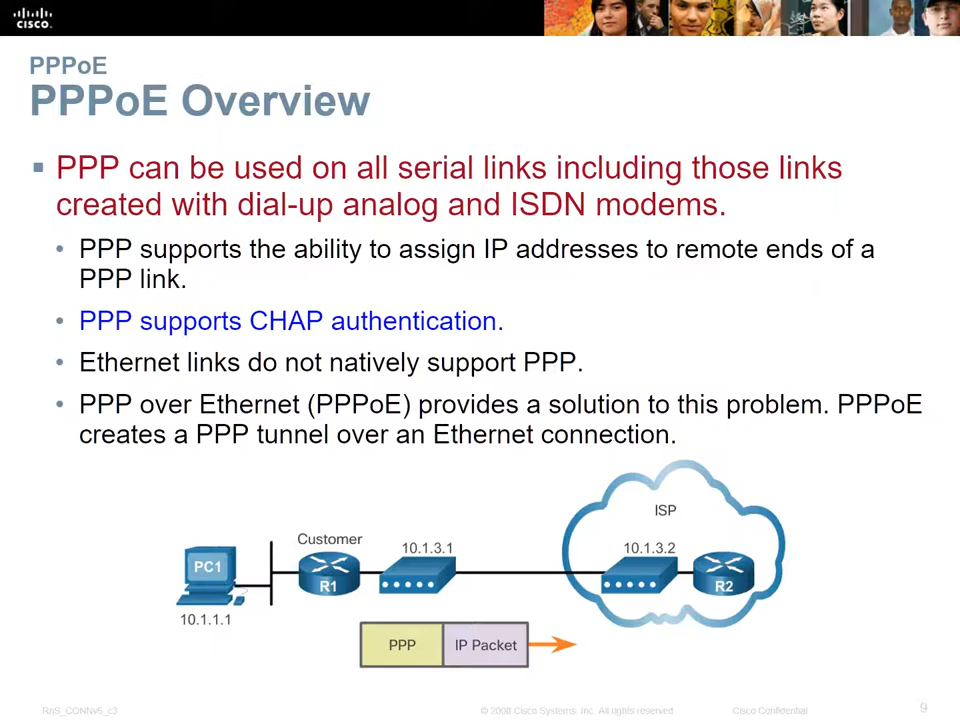 CISCO
PPPoE
PPPoE Overview
PPP can be used on all serial links including those links
created with dial-up analog and ISDN modems.
PPP supports the ability to assign IP addresses to remote ends of a
PPP link.
PPP supports CHAP authentication.
Ethernet links do not natively support PPP.
PPP over Ethernet (PPPoE) provides a solution to this problem. PPPoE
creates a PPP tunnel over an Ethernet connection.
ISP
Customer
10.1.3.1
10.1.3.2
PC1
R1
R2
10.1.1.1
PPP
IP Packet
RnS_CONNv5_c3
© 2008 Cisco Systems, Inc. All rights reserved
Cisco Confidential
9